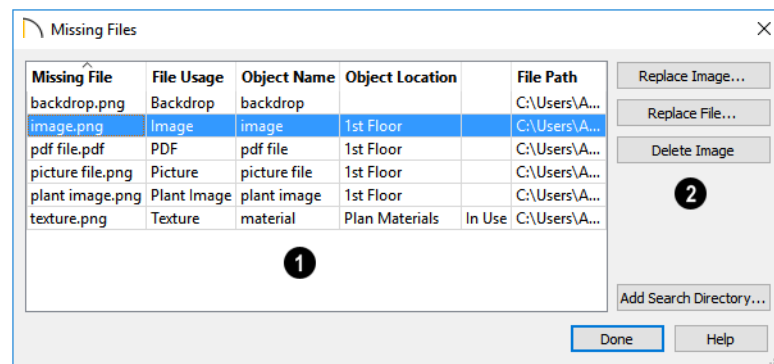 Missing Files
Missing File File Usage Object Name Object Location File Path
backdrop.png Backdrop backdrop C:\Users\A...
image.png Image image 1st Floor C:\Users\A...
pdf file.pdf PDF pdf file 1st Floor C:\Users\A...
picture file.png Picture picture file 1st Floor C:\Users\A...
plant image.png Plant Image plant image 1st Floor C:\Users\A...
texture.png Texture material Plan Materials In Use C:\Users\A...
1
Replace Image...
Replace File...
Delete Image
2
Add Search Directory...
Done Help